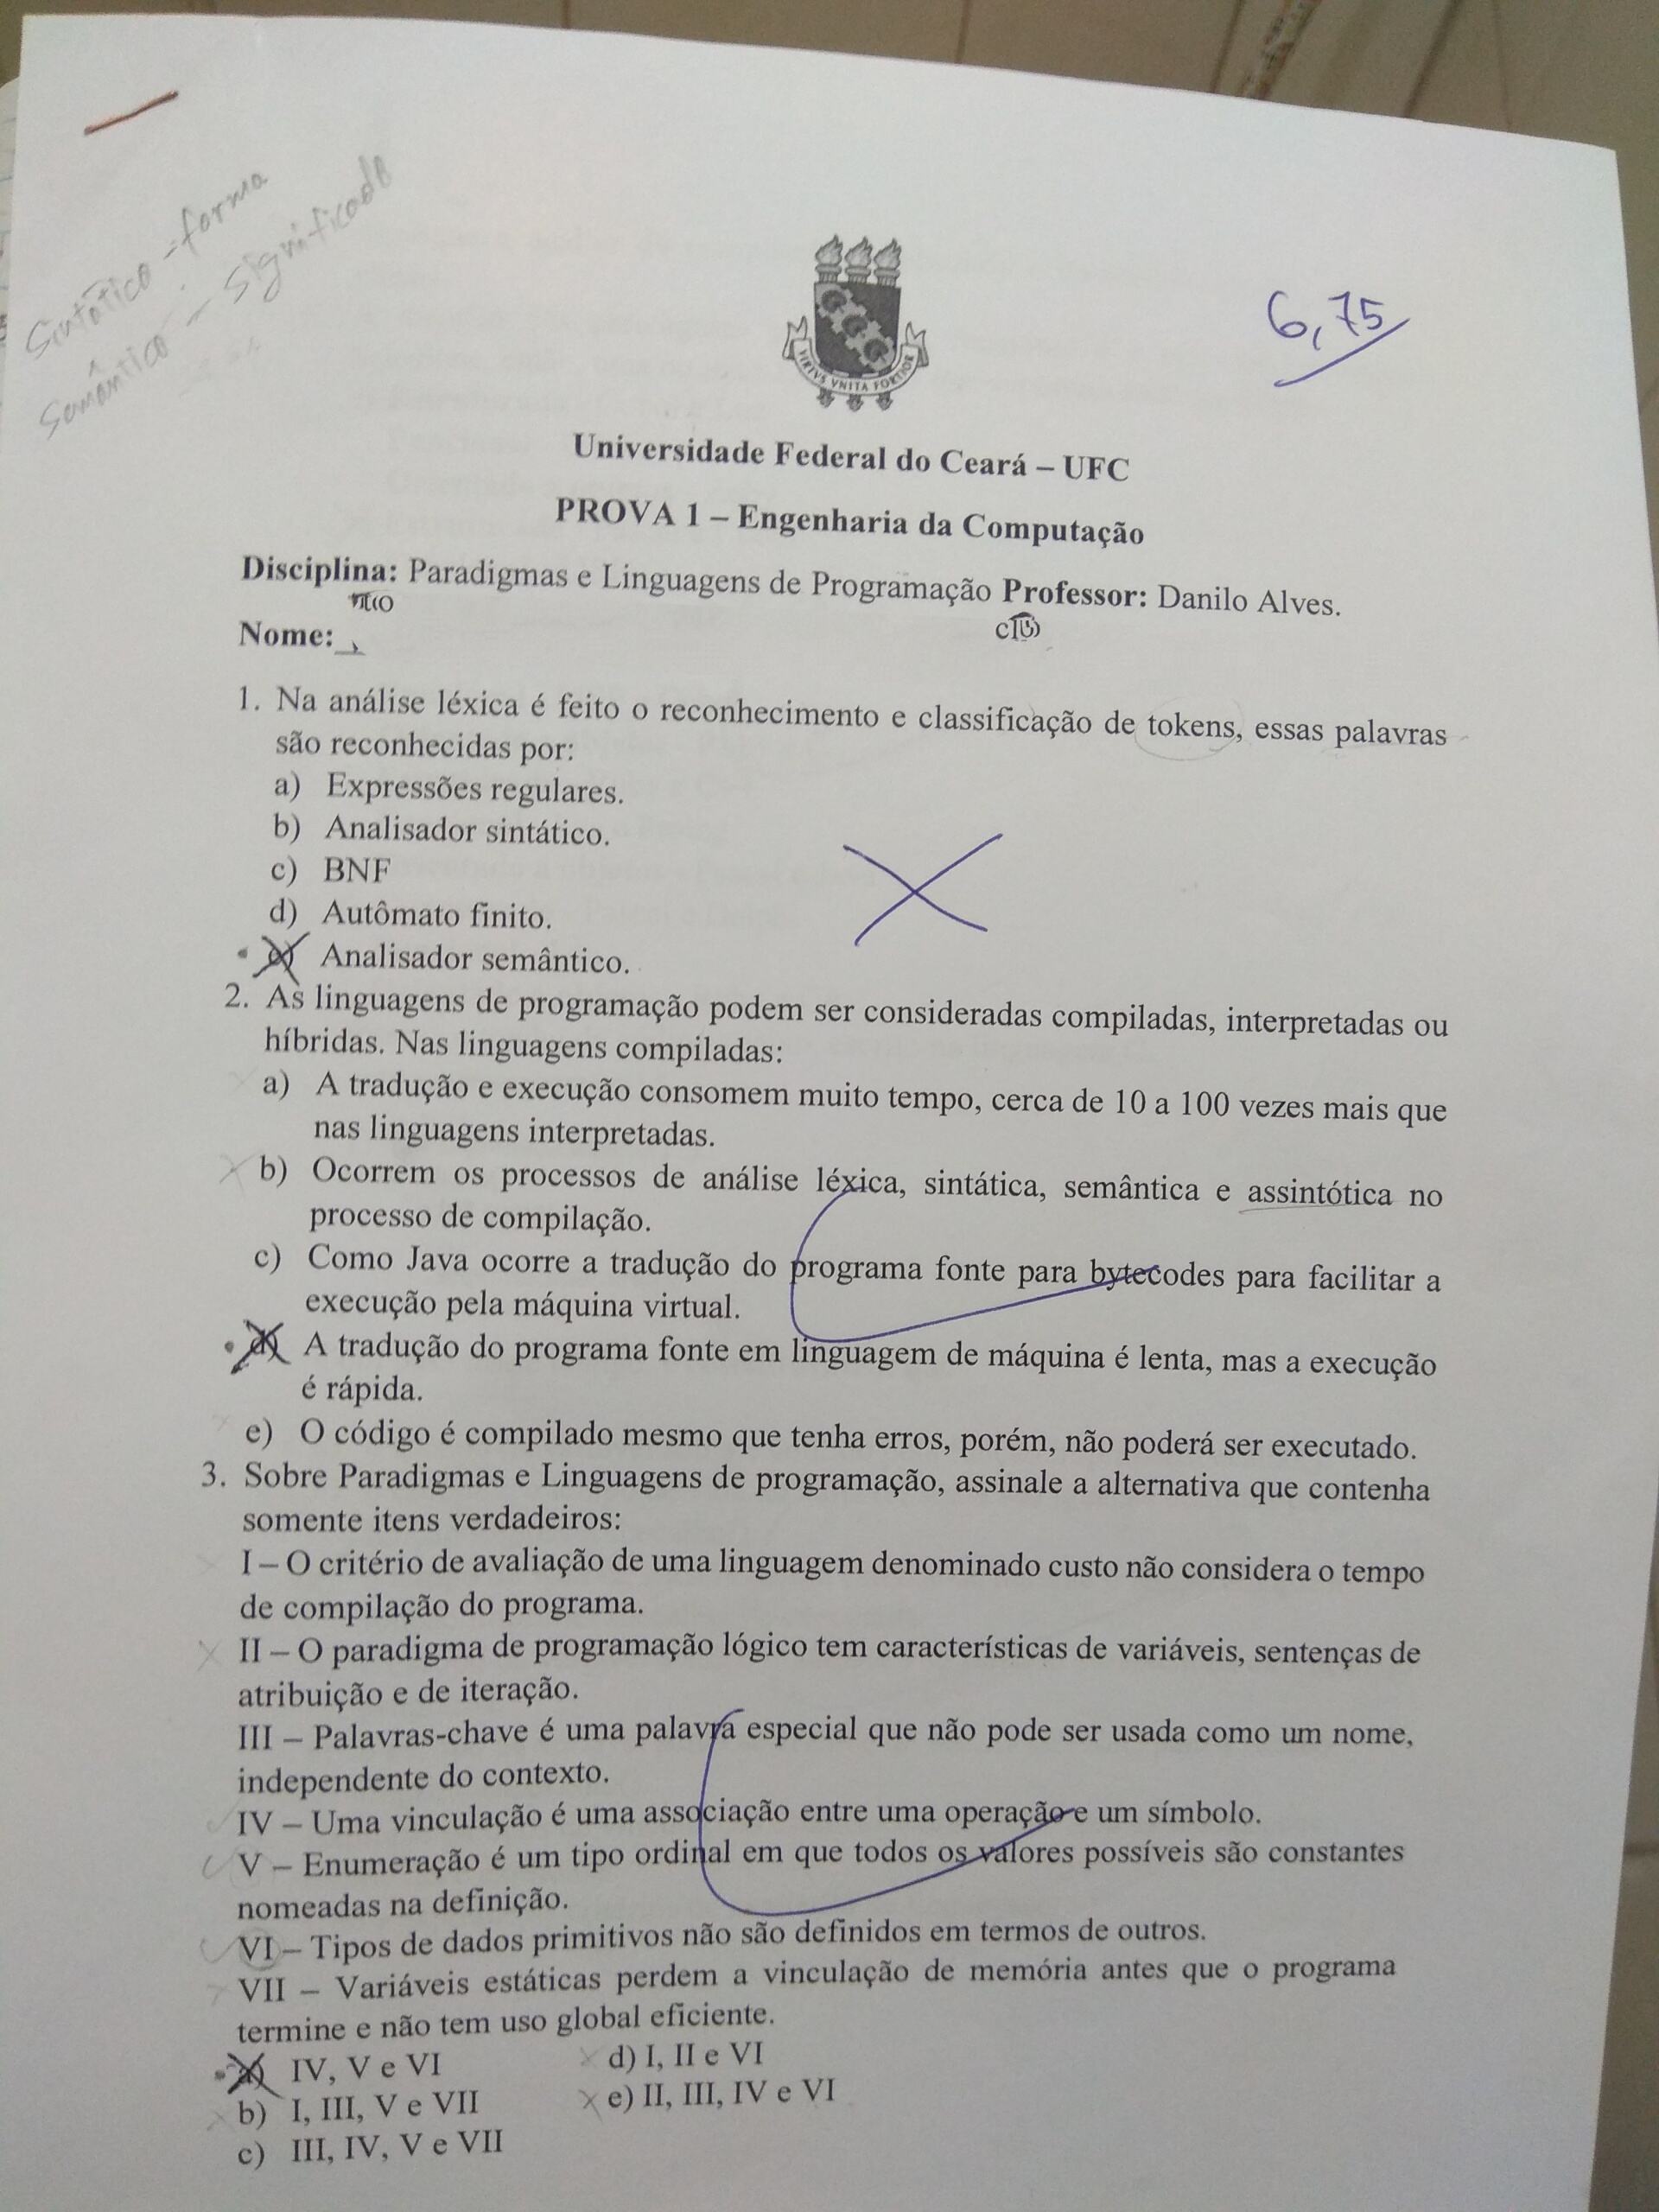 Sintático - forma
Semântico - significado
VIRTVS VNITA FORTIOR
6,75
Universidade Federal do Ceará – UFC
PROVA 1 – Engenharia da Computação
Disciplina: Paradigmas e Linguagens de Programação Professor: Danilo Alves.
Nome:
1. Na análise léxica é feito o reconhecimento e classificação de tokens, essas palavras
são reconhecidas por:
a) Expressões regulares.
b) Analisador sintático.
c) BNF
d) Autômato finito.
e) Analisador semântico.
2. As linguagens de programação podem ser consideradas compiladas, interpretadas ou
híbridas. Nas linguagens compiladas:
a) A tradução e execução consomem muito tempo, cerca de 10 a 100 vezes mais que
nas linguagens interpretadas.
b) Ocorrem os processos de análise léxica, sintática, semântica e assintótica no
processo de compilação.
c) Como Java ocorre a tradução do programa fonte para bytecodes para facilitar a
execução pela máquina virtual.
d) A tradução do programa fonte em linguagem de máquina é lenta, mas a execução
é rápida.
e) O código é compilado mesmo que tenha erros, porém, não poderá ser executado.
3. Sobre Paradigmas e Linguagens de programação, assinale a alternativa que contenha
somente itens verdadeiros:
I – O critério de avaliação de uma linguagem denominado custo não considera o tempo
de compilação do programa.
II – O paradigma de programação lógico tem características de variáveis, sentenças de
atribuição e de iteração.
III – Palavras-chave é uma palavra especial que não pode ser usada como um nome,
independente do contexto.
IV – Uma vinculação é uma associação entre uma operação e um símbolo.
V – Enumeração é um tipo ordinal em que todos os valores possíveis são constantes
nomeadas na definição.
VI – Tipos de dados primitivos não são definidos em termos de outros.
VII – Variáveis estáticas perdem a vinculação de memória antes que o programa
termine e não tem uso global eficiente.
a) IV, V e VI
d) I, II e VI
b) I, III, V e VII
e) II, III, IV e VI
c) III, IV, V e VII